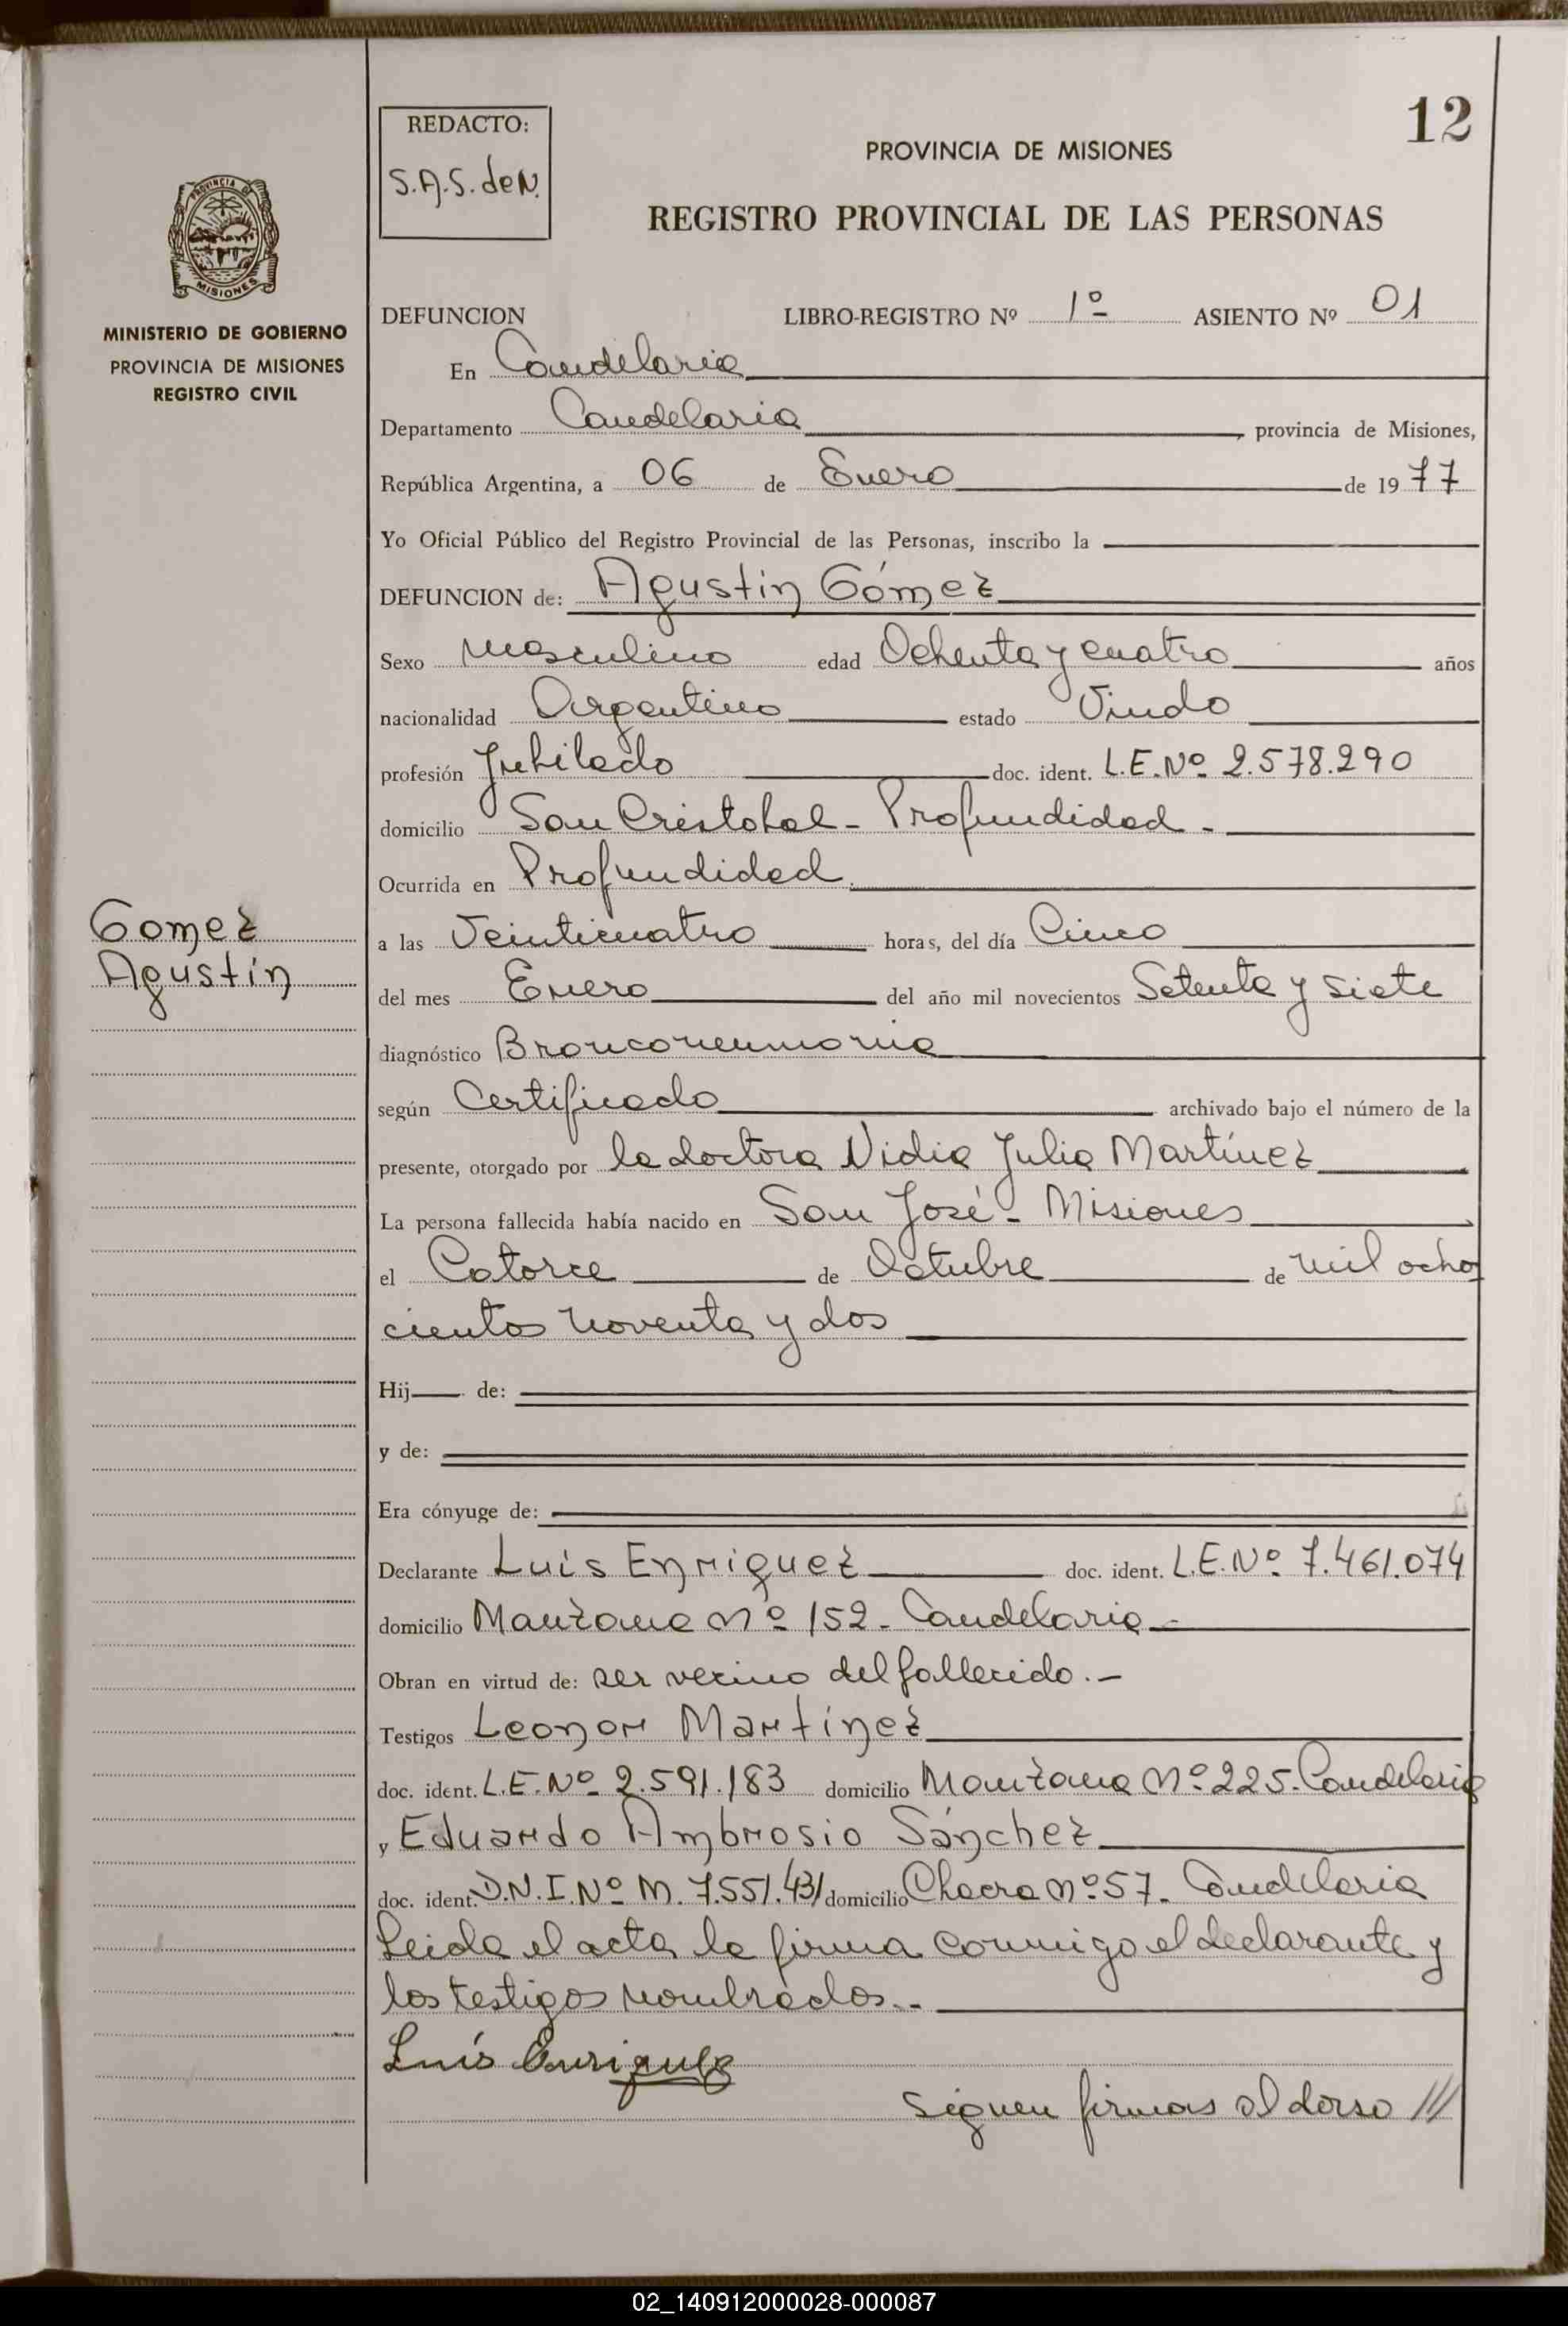 12
REDACTO:
S.A.S. de N.
PROVINCIA DE MISIONES
REGISTRO PROVINCIAL DE LAS PERSONAS
PROVINCIA DE
MISIONES
MINISTERIO DE GOBIERNO
PROVINCIA DE MISIONES
REGISTRO CIVIL
DEFUNCION LIBRO-REGISTRO Nº 1º ASIENTO Nº 01
En Candelaria
Departamento Candelaria, provincia de Misiones,
República Argentina, a 06 de Enero de 1977
Yo Oficial Público del Registro Provincial de las Personas, inscribo la
DEFUNCION de: Agustin Gómez
Sexo masculino edad Ochenta y cuatro años
nacionalidad Argentino estado Viudo
profesión Jubilado doc. ident. L.E.Nº 2.578.290
domicilio San Cristobal - Profundidad.-
Ocurrida en Profundidad.
Gomez
Agustín
a las Veinticuatro horas, del día Cinco
del mes Enero del año mil novecientos Setenta y siete
diagnóstico Bronconeumonia
según Certificado archivado bajo el número de la
presente, otorgado por la doctora Nidia Julia Martínez
La persona fallecida había nacido en San José - Misiones
el Catorce de Octubre de mil ocho
cientos noventa y dos
Hij de:
y de:
Era cónyuge de:
Declarante Luis Enriquez doc. ident. L.E.Nº 7.461.074
domicilio Manzana Nº 152 - Candelaria -
Obran en virtud de: ser vecino del fallecido.-
Testigos Leonor Martínez
doc. ident. L.E.Nº 2.591.183 domicilio Manzana Nº 225. Candelaria
y Eduardo Ambrosio Sánchez
doc. ident. D.N.I.Nº M. 7.551.431 domicilio Chacra Nº 57 - Candelaria
Leida el acta la firma conmigo el declarante y
los testigos nombrados.-
Luis Enriquez
Siguen firmas al dorso ///
02_140912000028-000087